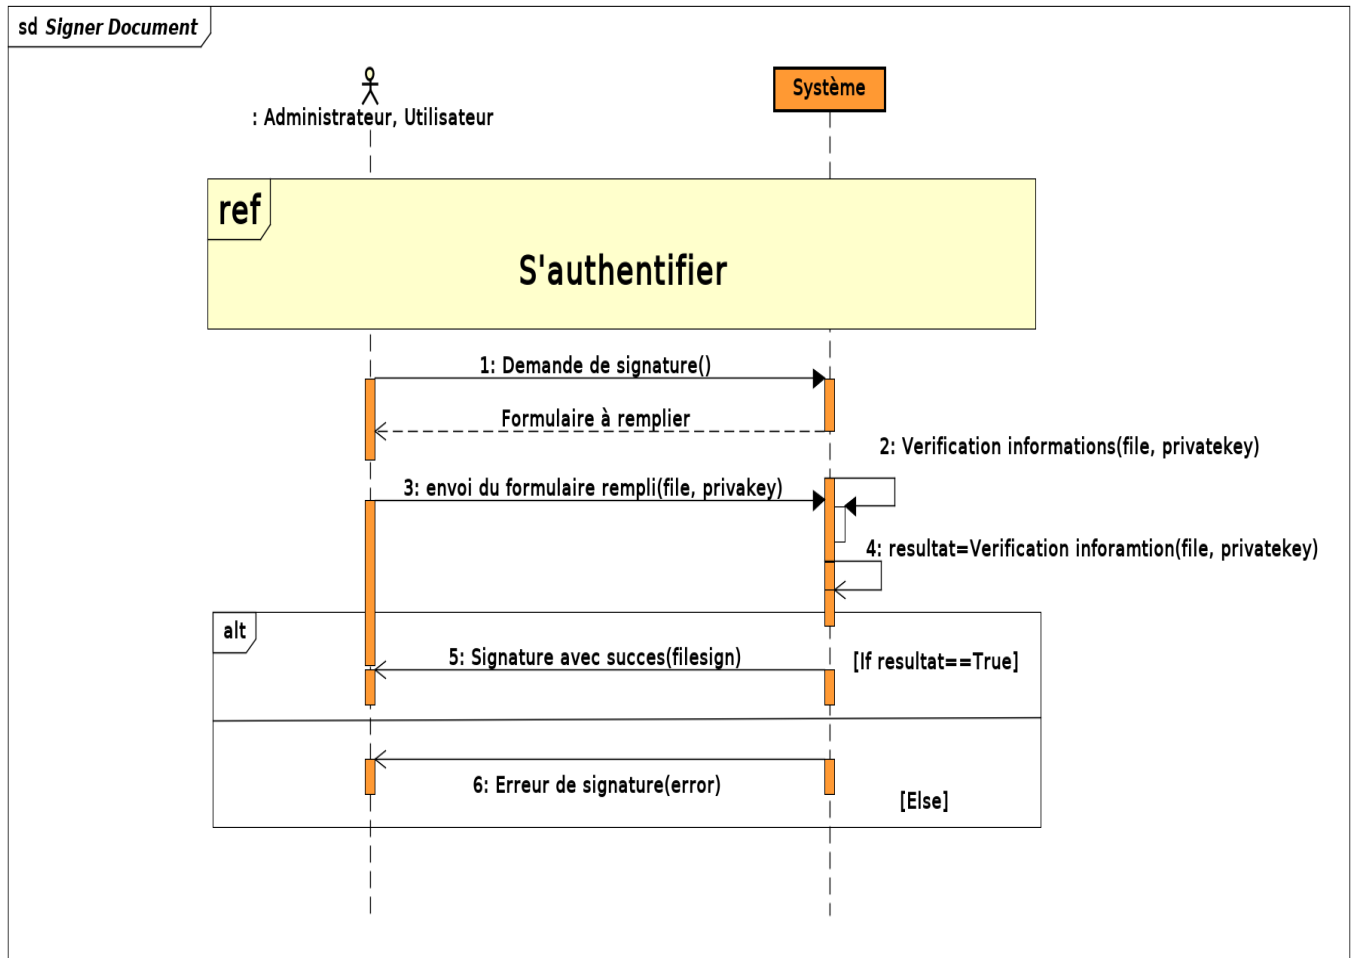 sd Signer Document
Système
: Administrateur, Utilisateur
ref
S'authentifier
1: Demande de signature()
Formulaire à remplier
2: Verification informations(file, privatekey)
3: envoi du formulaire rempli(file, privakey)
4: resultat=Verification inforamtion(file, privatekey)
alt
5: Signature avec succes(filesign)
[If resultat==True]
6: Erreur de signature(error)
[Else]